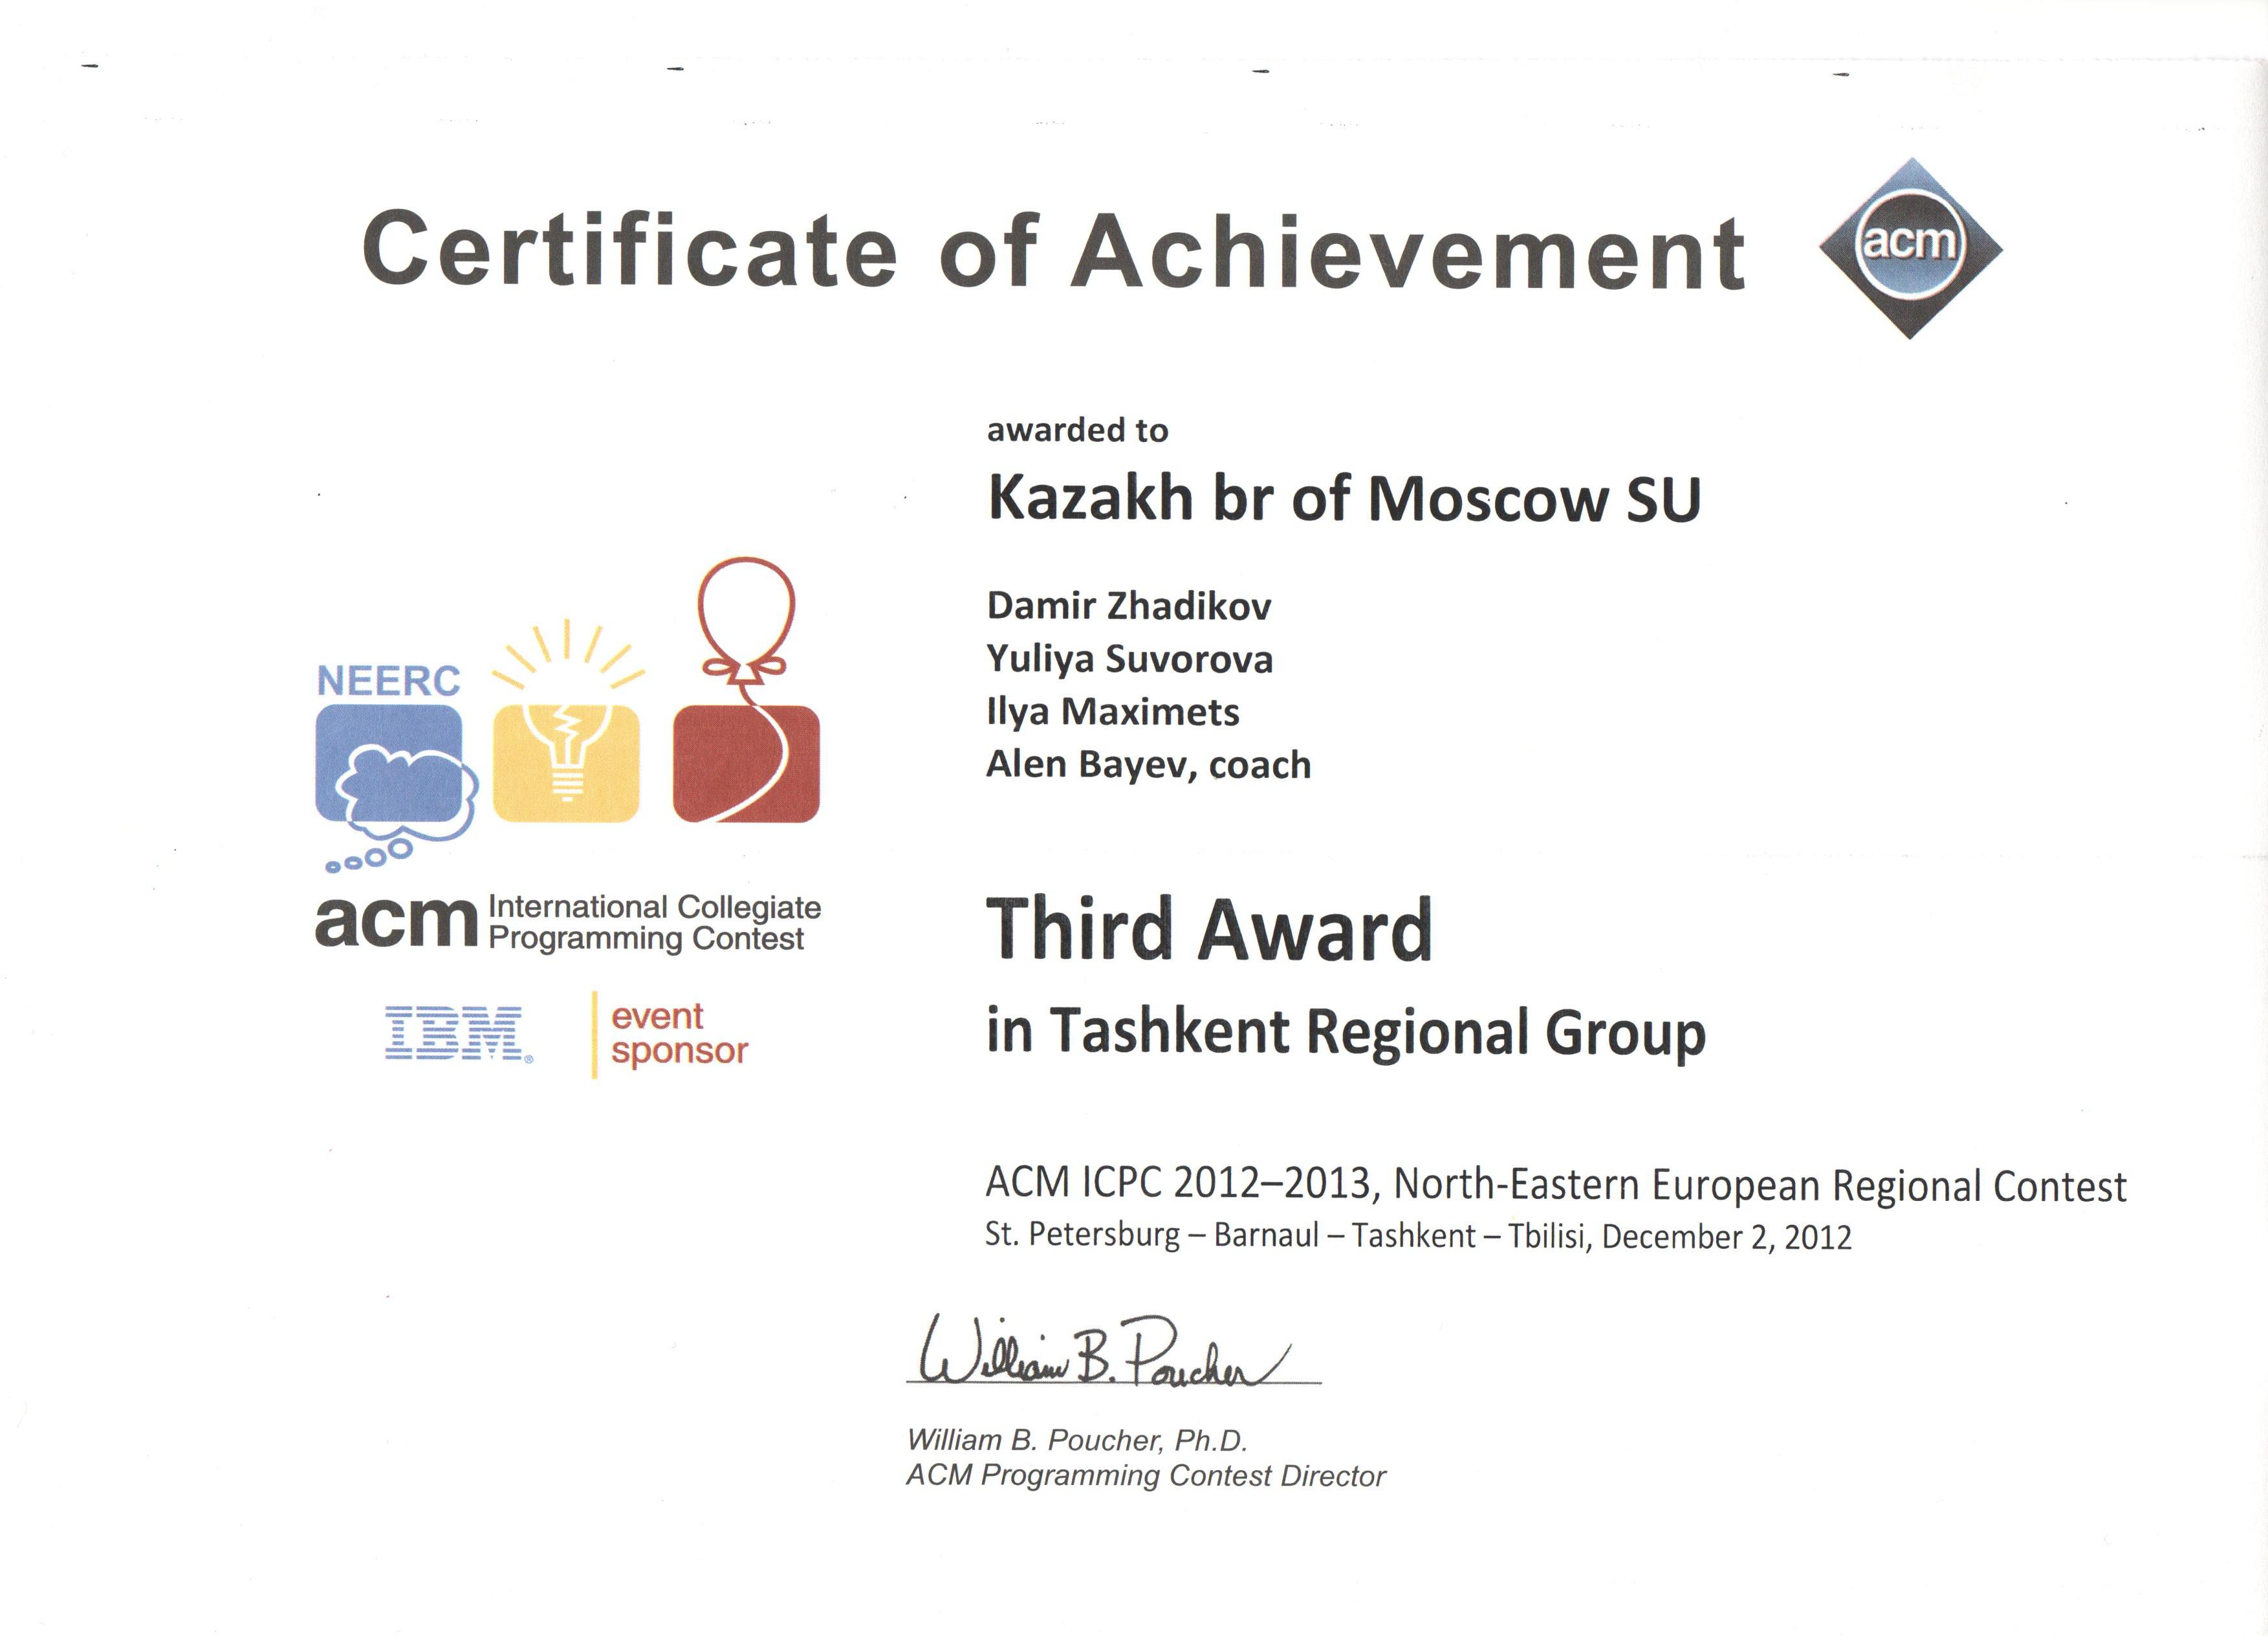 Certificate of Achievement
acm
awarded to
Kazakh br of Moscow SU
Damir Zhadikov
Yuliya Suvorova
Ilya Maximets
Alen Bayev, coach
NEERC
acm International Collegiate
Programming Contest
IBM® event
sponsor
Third Award
in Tashkent Regional Group
ACM ICPC 2012–2013, North-Eastern European Regional Contest
St. Petersburg – Barnaul – Tashkent – Tbilisi, December 2, 2012
William B. Poucher
William B. Poucher, Ph.D.
ACM Programming Contest Director